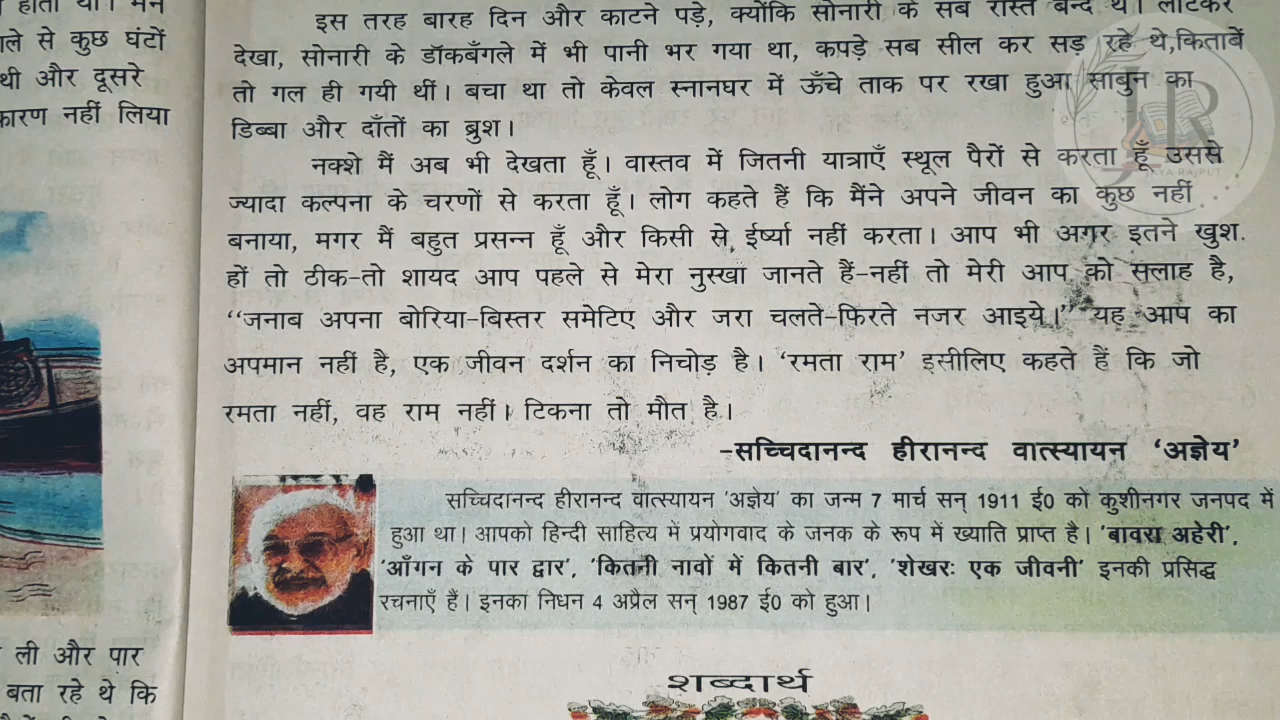 होता था। मैंने
ाले से कुछ घंटों
थी और दूसरे
कारण नहीं लिया
इस तरह बारह दिन और काटने पड़े, क्योंकि सोनारी के सब रास्ते बन्द थे। लौटकर
देखा, सोनारी के डॉकबँगले में भी पानी भर गया था, कपड़े सब सील कर सड़ रहे थे,किताबें
तो गल ही गयी थीं। बचा था तो केवल स्नानघर में ऊँचे ताक पर रखा हुआ साबुन का
डिब्बा और दाँतों का ब्रुश।
नक्शे मैं अब भी देखता हूँ। वास्तव में जितनी यात्राएँ स्थूल पैरों से करता हूँ उससे
ज्यादा कल्पना के चरणों से करता हूँ। लोग कहते हैं कि मैंने अपने जीवन का कुछ नहीं
बनाया, मगर मैं बहुत प्रसन्न हूँ और किसी से ईर्ष्या नहीं करता। आप भी अगर इतने खुश
हों तो ठीक-तो शायद आप पहले से मेरा नुस्खा जानते हैं-नहीं तो मेरी आप को सलाह है,
“जनाब अपना बोरिया-बिस्तर समेटिए और जरा चलते-फिरते नजर आइये।” यह आप का
अपमान नहीं है, एक जीवन दर्शन का निचोड़ है। ‘रमता राम’ इसीलिए कहते हैं कि जो
रमता नहीं, वह राम नहीं। टिकना तो मौत है।
-सच्चिदानन्द हीरानन्द वात्स्यायन ‘अज्ञेय’
सच्चिदानन्द हीरानन्द वात्स्यायन 'अज्ञेय' का जन्म 7 मार्च सन् 1911 ई0 को कुशीनगर जनपद में
हुआ था। आपको हिन्दी साहित्य में प्रयोगवाद के जनक के रूप में ख्याति प्राप्त है। 'बावरा अहेरी',
'आँगन के पार द्वार', 'कितनी नावों में कितनी बार', 'शेखरः एक जीवनी' इनकी प्रसिद्ध
रचनाएँ हैं। इनका निधन 4 अप्रैल सन् 1987 ई0 को हुआ।
शब्दार्थ
ली और पार
बता रहे थे कि
JR
JAYA RAJPUT